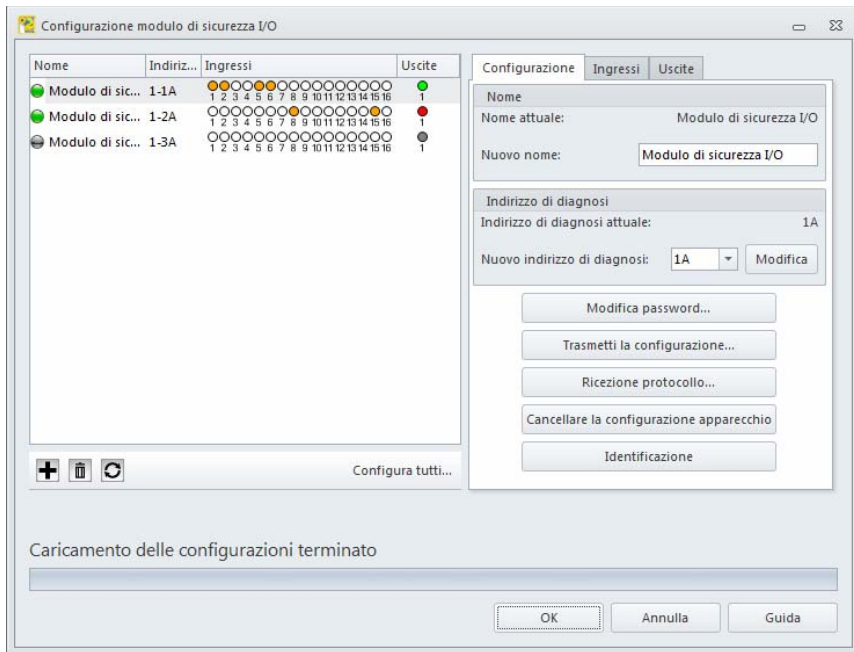 Configurazione modulo di sicurezza I/O
Nome Indiriz... Ingressi Uscite
Modulo di sic... 1-1A
1 2 3 4 5 6 7 8 9 10 11 12 13 14 15 16 1
Modulo di sic... 1-2A
1 2 3 4 5 6 7 8 9 10 11 12 13 14 15 16 1
Modulo di sic... 1-3A
1 2 3 4 5 6 7 8 9 10 11 12 13 14 15 16 1
Configura tutti...
Configurazione Ingressi Uscite
Nome
Nome attuale: Modulo di sicurezza I/O
Nuovo nome: Modulo di sicurezza I/O
Indirizzo di diagnosi
Indirizzo di diagnosi attuale: 1A
Nuovo indirizzo di diagnosi: 1A Modifica
Modifica password...
Trasmetti la configurazione...
Ricezione protocollo...
Cancellare la configurazione apparecchio
Identificazione
Caricamento delle configurazioni terminato
OK Annulla Guida